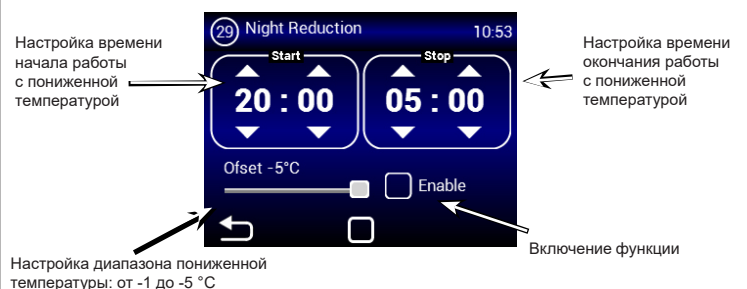 29 Night Reduction 10:53
Настройка времени
начала работы
с пониженной
температурой
Start
20 : 00
Stop
05 : 00
Настройка времени
окончания работы
с пониженной
температурой
Ofset -5°C
Enable
Включение функции
Настройка диапазона пониженной
температуры: от -1 до -5 °C